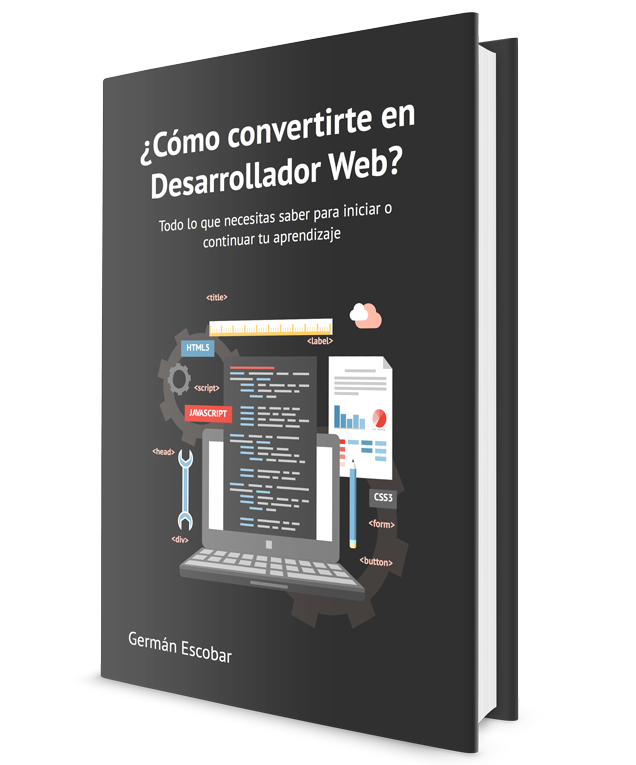 ¿Cómo convertirte en
Desarrollador Web?
Todo lo que necesitas saber para iniciar o
continuar tu aprendizaje
<title>
<label>
HTML5
<script>
JAVASCRIPT
<head>
CSS3
<form>
<div>
<button>
Germán Escobar